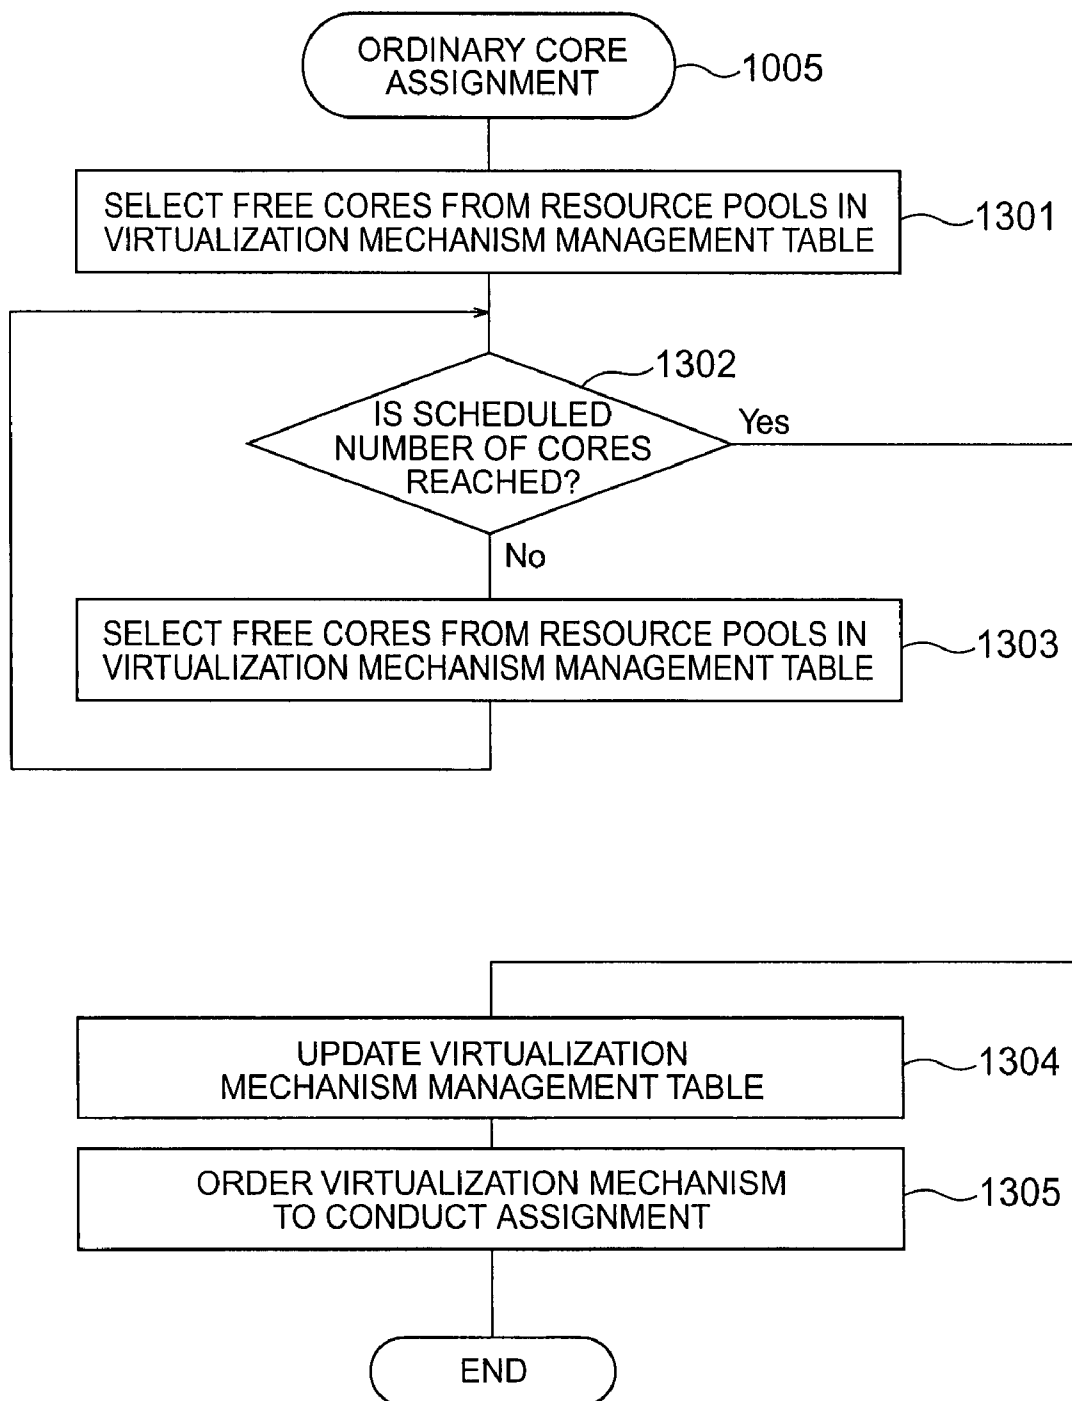 ORDINARY CORE
ASSIGNMENT
1005
SELECT FREE CORES FROM RESOURCE POOLS IN
VIRTUALIZATION MECHANISM MANAGEMENT TABLE
1301
1302
IS SCHEDULED
NUMBER OF CORES
REACHED?
Yes
No
SELECT FREE CORES FROM RESOURCE POOLS IN
VIRTUALIZATION MECHANISM MANAGEMENT TABLE
1303
UPDATE VIRTUALIZATION
MECHANISM MANAGEMENT TABLE
1304
ORDER VIRTUALIZATION MECHANISM
TO CONDUCT ASSIGNMENT
1305
END